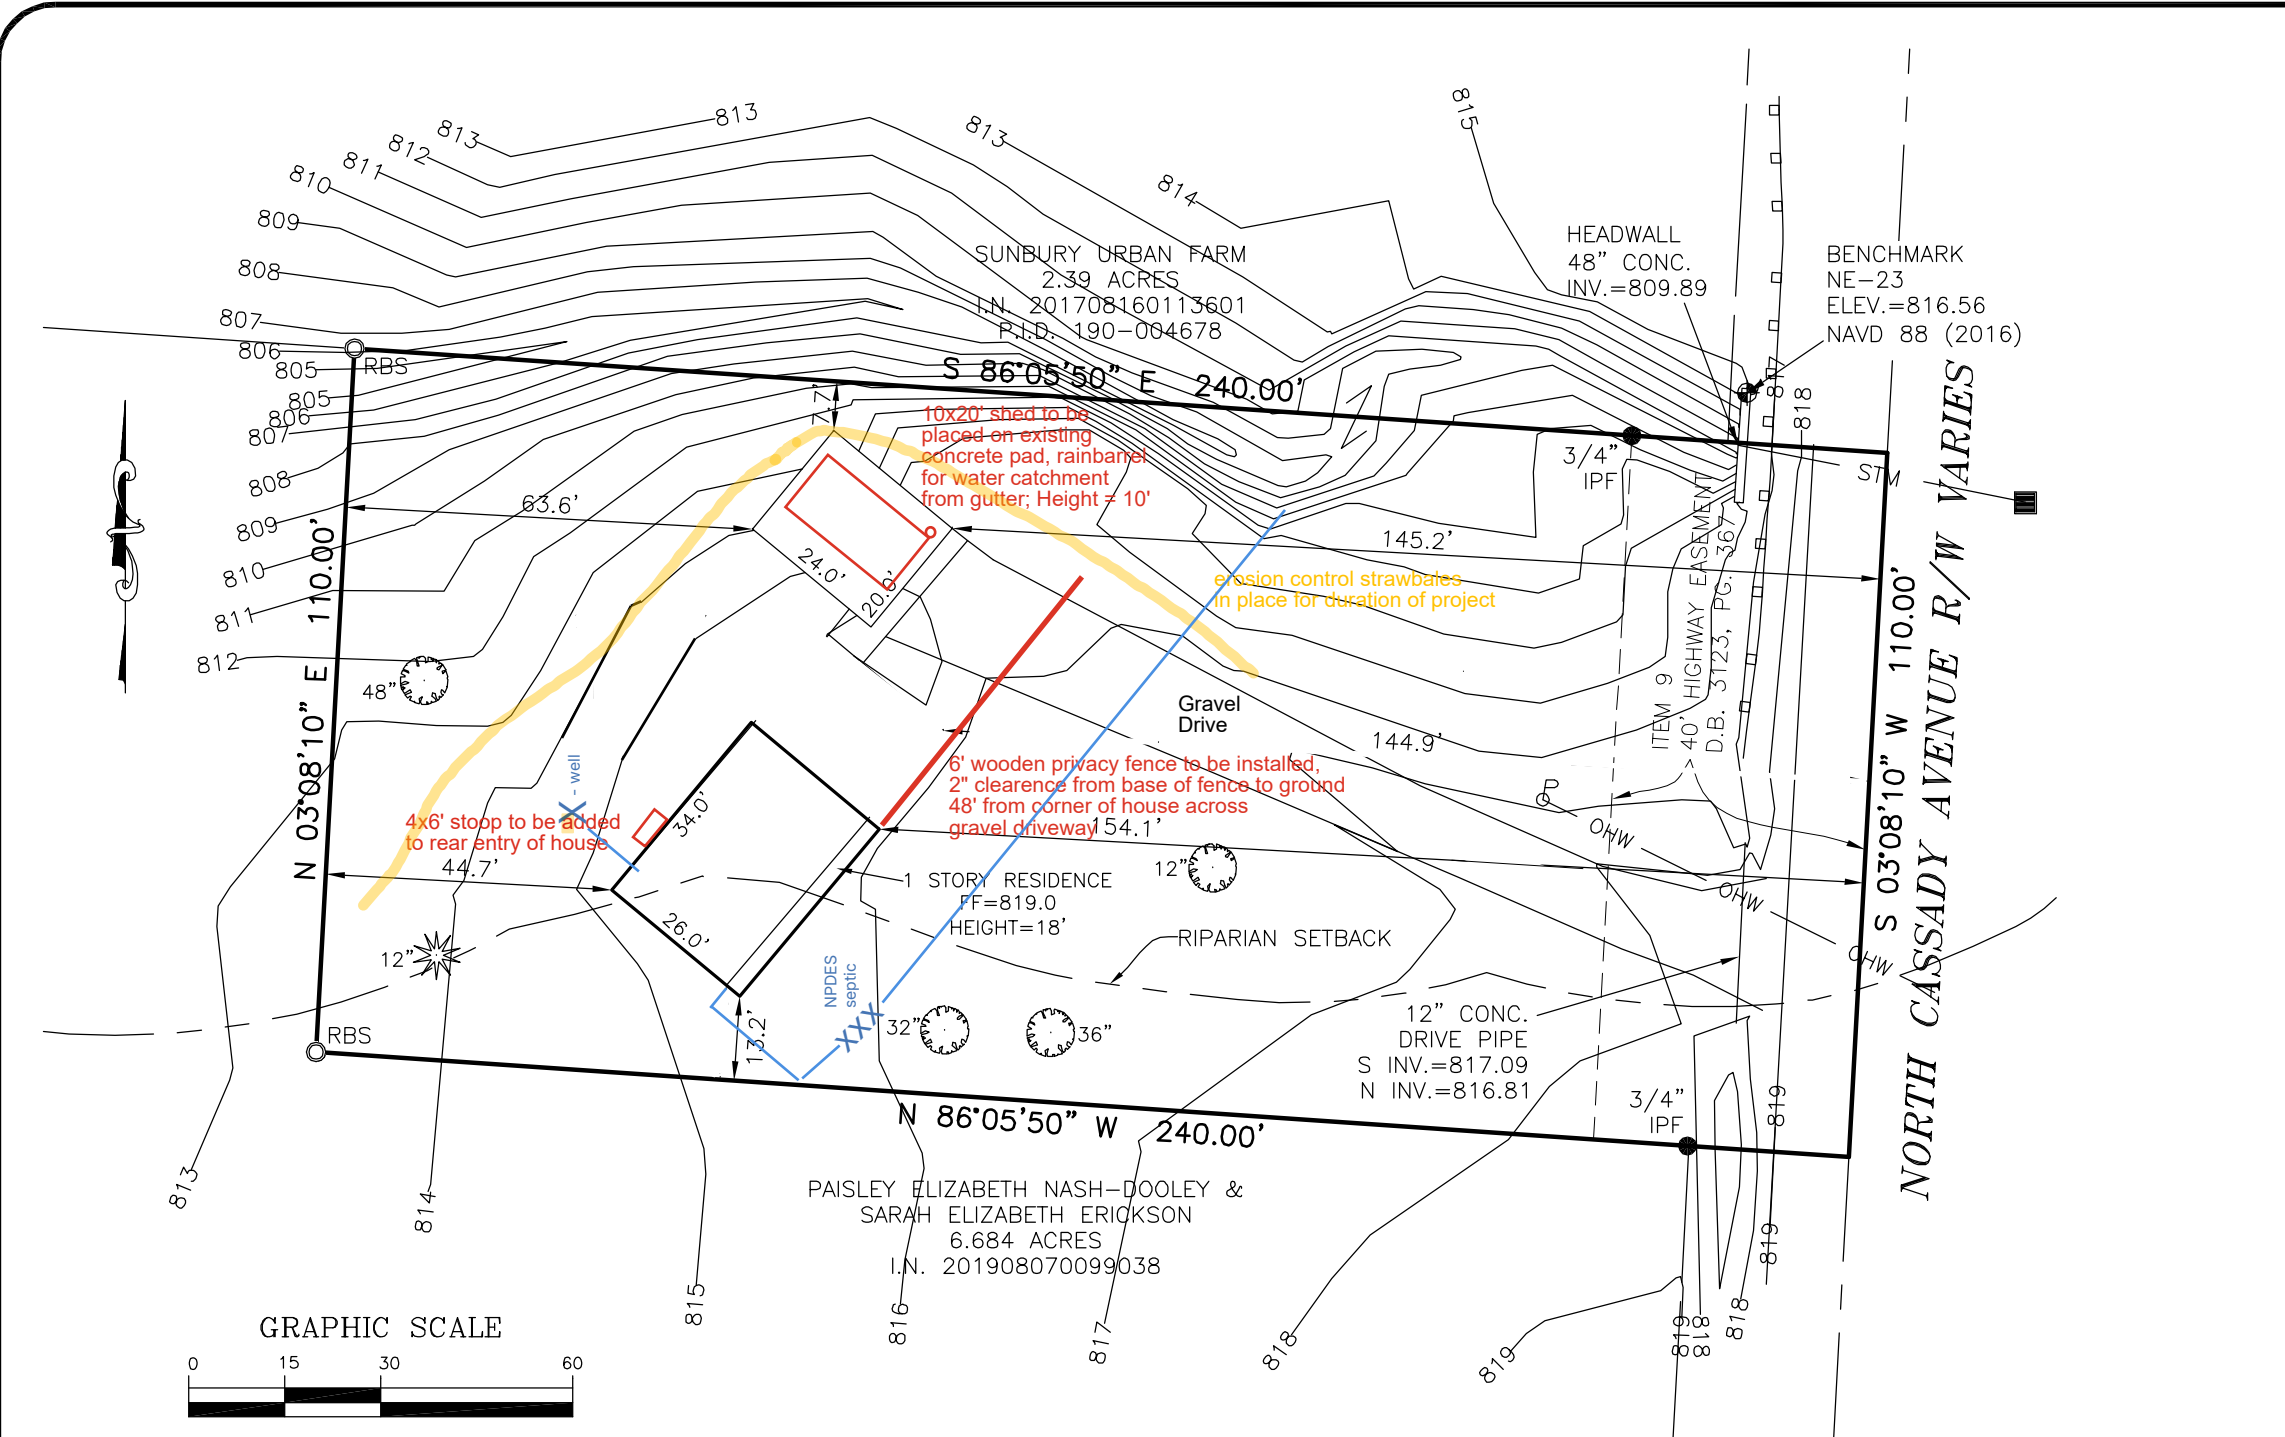 813
813
812
811
810
809
808
807
806
805
805
806
807
808
809
810
811
812
813
814
815
SUNBURY URBAN FARM
2.39 ACRES
I.N. 201708160113601
P.I.D. 190-004678
HEADWALL
48" CONC.
INV.=809.89
BENCHMARK
NE-23
ELEV.=816.56
NAVD 88 (2016)
817
818
RBS
S 86°05'50" E 240.00'
7.7'
10x20' shed to be
placed on existing
concrete pad, rainbarrel
for water catchment
from gutter; Height = 10'
3/4"
IPF
STM
63.6'
145.2'
24.0'
20.0'
erosion control strawbales
in place for duration of project
N 03°08'10" E 110.00'
48"
Gravel
Drive
144.9'
ITEM 9
40' HIGHWAY EASEMENT
D.B. 3123, PG. 367
S 03°08'10" W 110.00'
NORTH CASSADY AVENUE R/W VARIES
X - well
6' wooden privacy fence to be installed,
2" clearence from base of fence to ground
48' from corner of house across
gravel driveway
154.1'
P
OHW
OHW
OHW
4x6' stoop to be added
to rear entry of house
34.0'
44.7'
12"
1 STORY RESIDENCE
FF=819.0
HEIGHT=18'
26.0'
RIPARIAN SETBACK
12"
NPDES
septic
XXX
32"
36"
13.2'
RBS
12" CONC.
DRIVE PIPE
S INV.=817.09
N INV.=816.81
3/4"
IPF
N 86°05'50" W 240.00'
819
PAISLEY ELIZABETH NASH-DOOLEY &
SARAH ELIZABETH ERICKSON
6.684 ACRES
I.N. 201908070099038
813
814
815
816
817
818
819
819
818
818
819
GRAPHIC SCALE
0 15 30 60